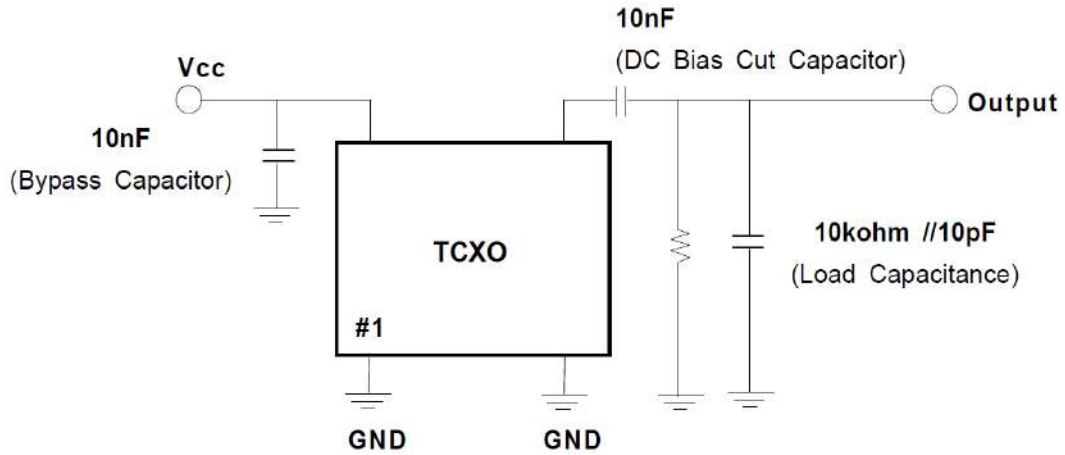 10nF
(DC Bias Cut Capacitor)
Vcc
Output
10nF
(Bypass Capacitor)
TCXO
10kohm //10pF
(Load Capacitance)
#1
GND
GND